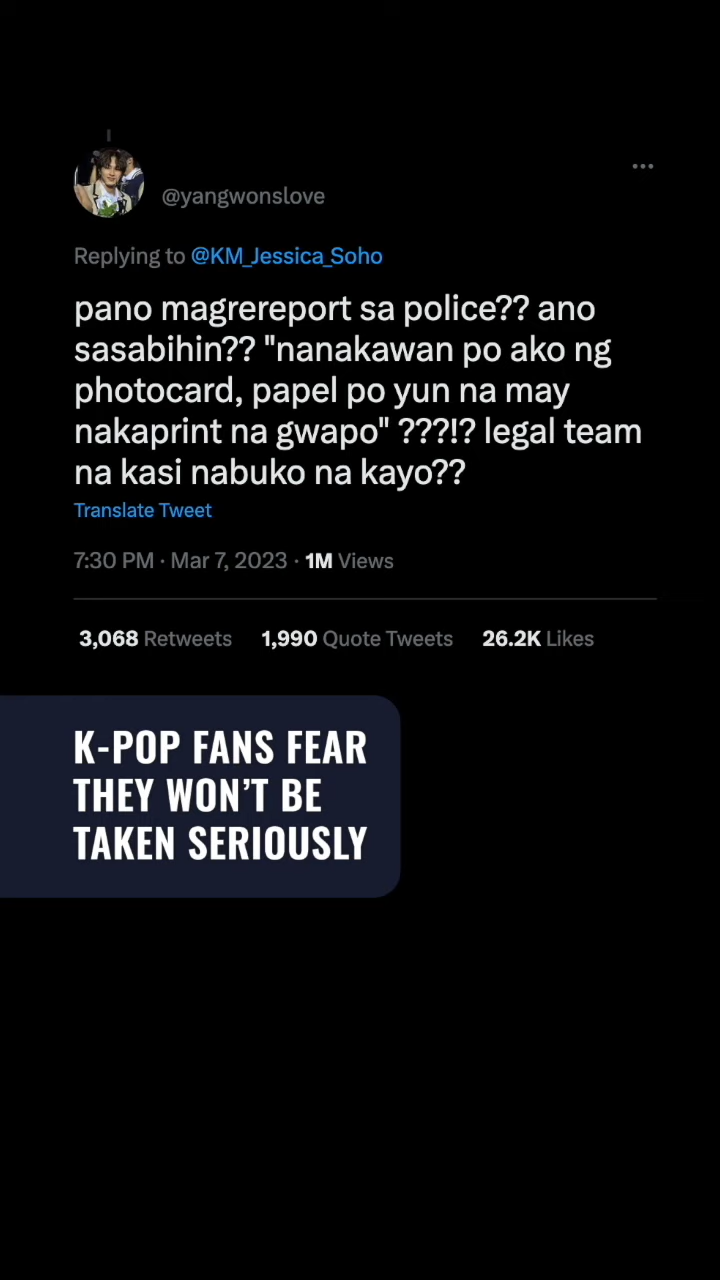 @yangwonslove
Replying to @KM_Jessica_Soho
pano magrereport sa police?? ano
sasabihin?? "nanakawan po ako ng
photocard, papel po yun na may
nakaprint na gwapo" ???!? legal team
na kasi nabuko na kayo??
Translate Tweet
7:30 PM · Mar 7, 2023 · 1M Views
3,068 Retweets 1,990 Quote Tweets 26.2K Likes
K-POP FANS FEAR
THEY WON'T BE
TAKEN SERIOUSLY